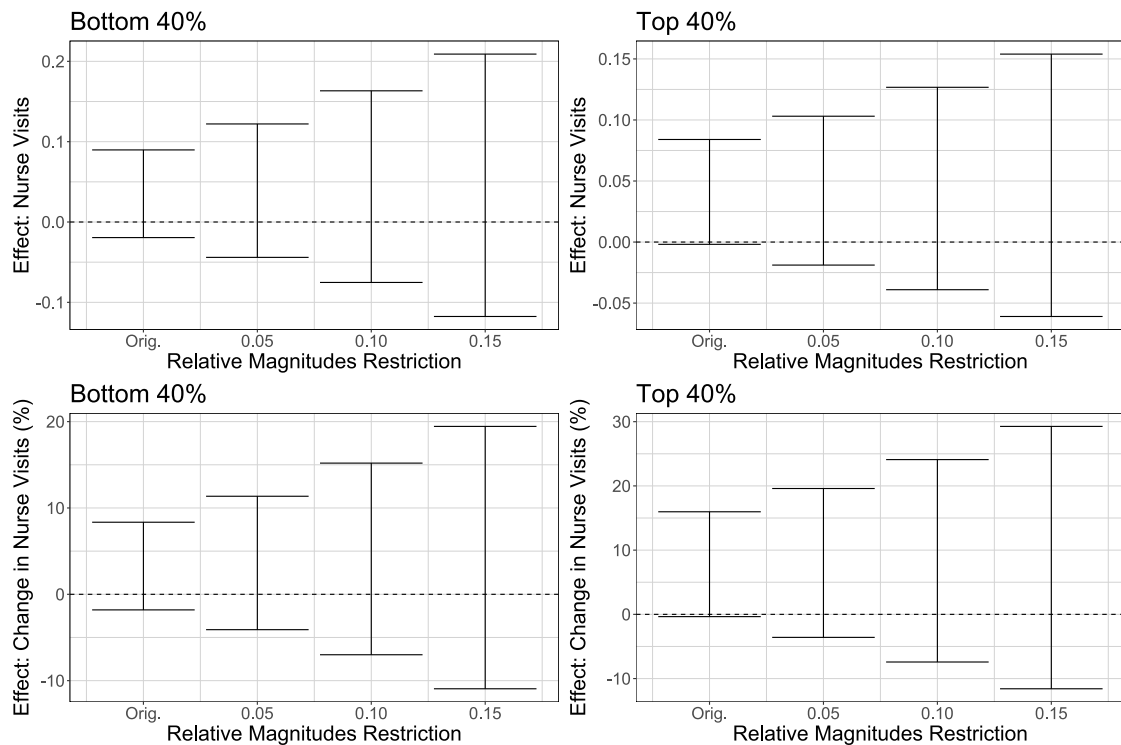 Bottom 40%
Effect: Nurse Visits
0.2
0.1
0.0
-0.1
Orig. 0.05 0.10 0.15
Relative Magnitudes Restriction
Top 40%
Effect: Nurse Visits
0.15
0.10
0.05
0.00
-0.05
Orig. 0.05 0.10 0.15
Relative Magnitudes Restriction
Bottom 40%
Effect: Change in Nurse Visits (%)
20
10
0
-10
Orig. 0.05 0.10 0.15
Relative Magnitudes Restriction
Top 40%
Effect: Change in Nurse Visits (%)
30
20
10
0
-10
Orig. 0.05 0.10 0.15
Relative Magnitudes Restriction